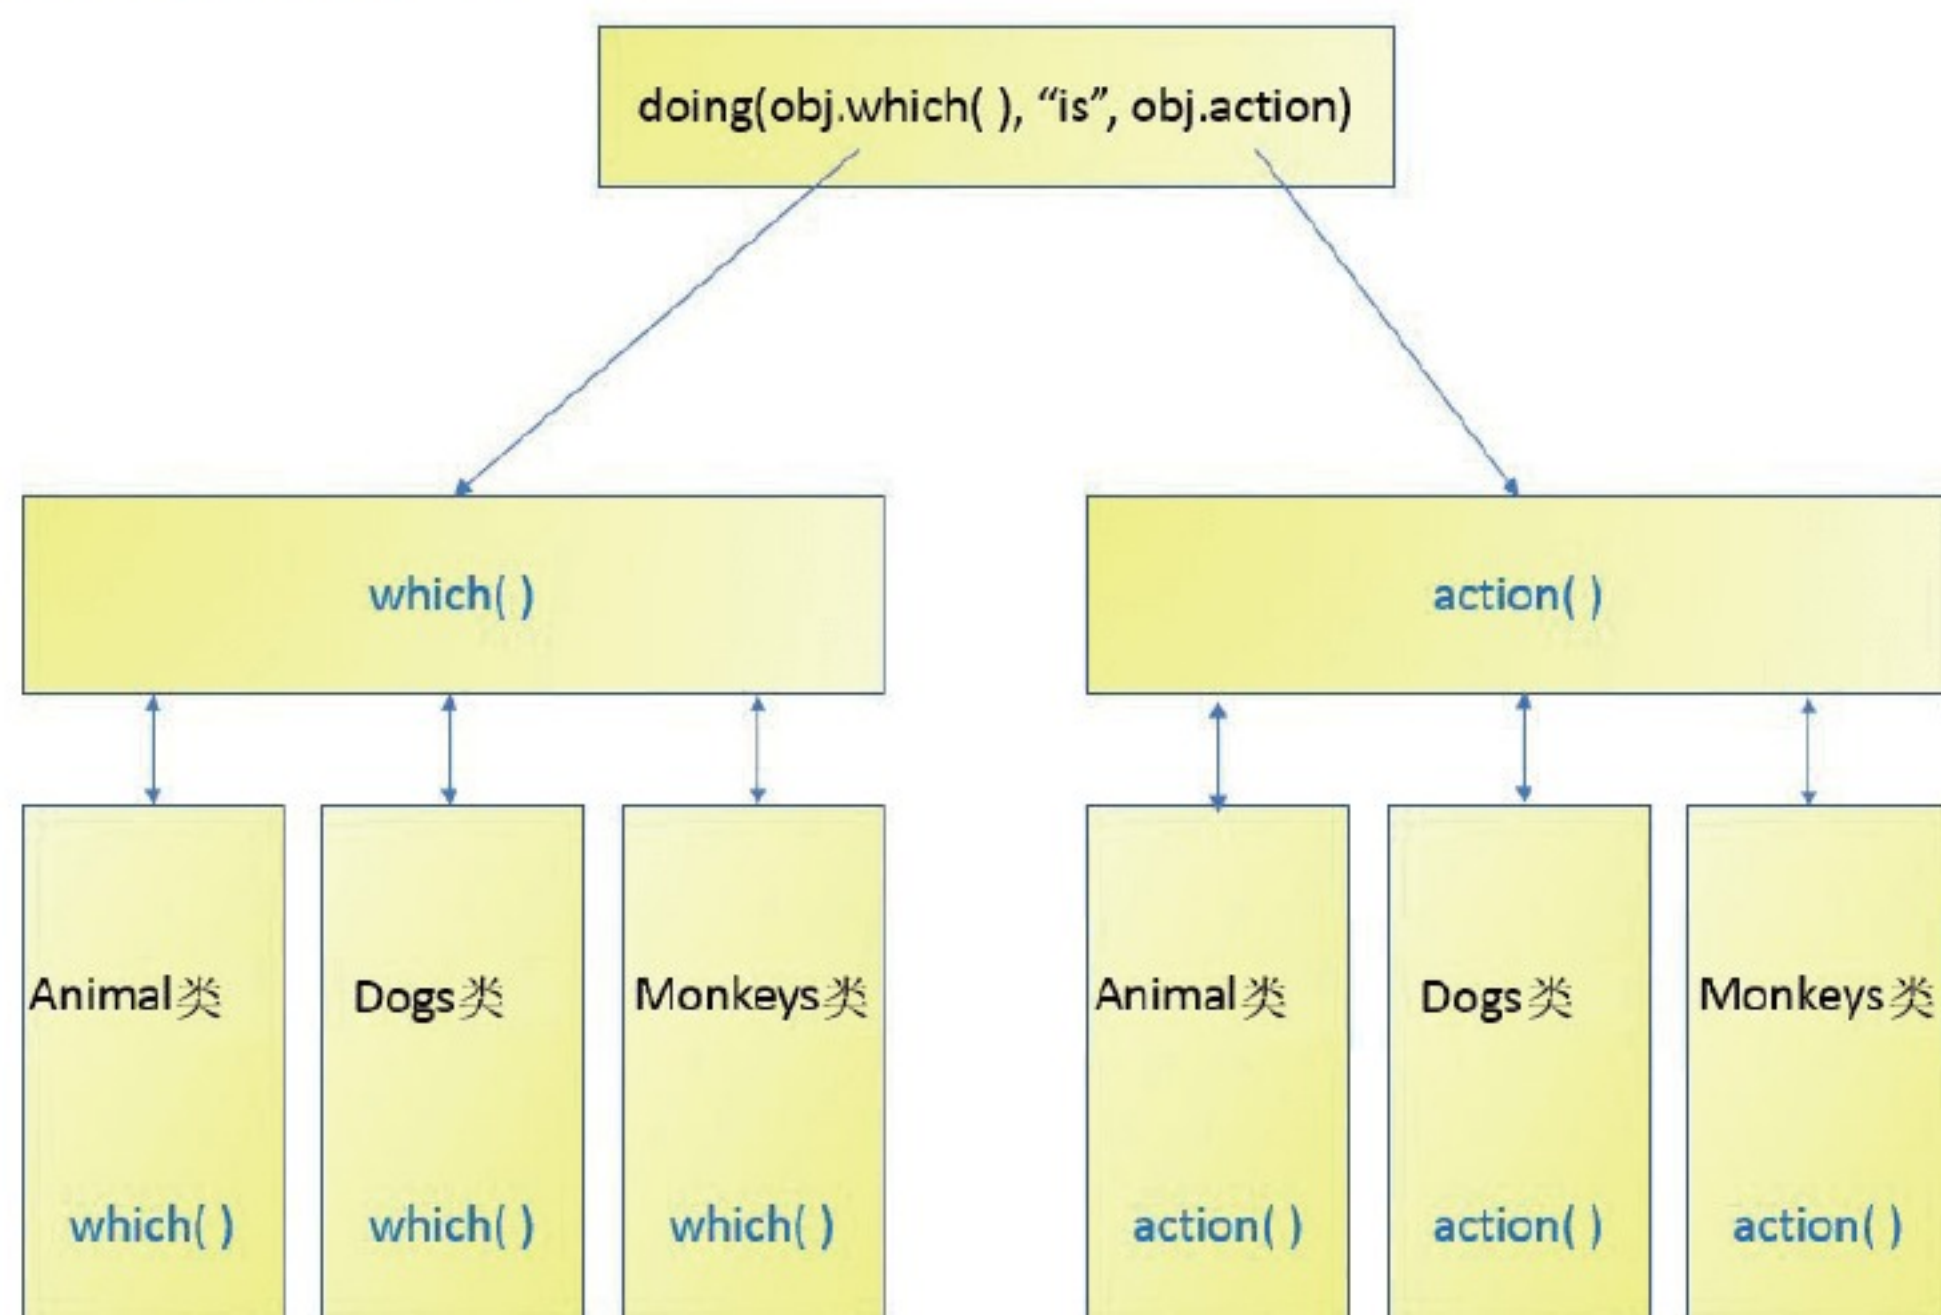 doing(obj.which( ), “is”, obj.action)
which( )
action( )
Animal类
Dogs类
Monkeys类
Animal类
Dogs类
Monkeys类
which( )
which( )
which( )
action( )
action( )
action( )